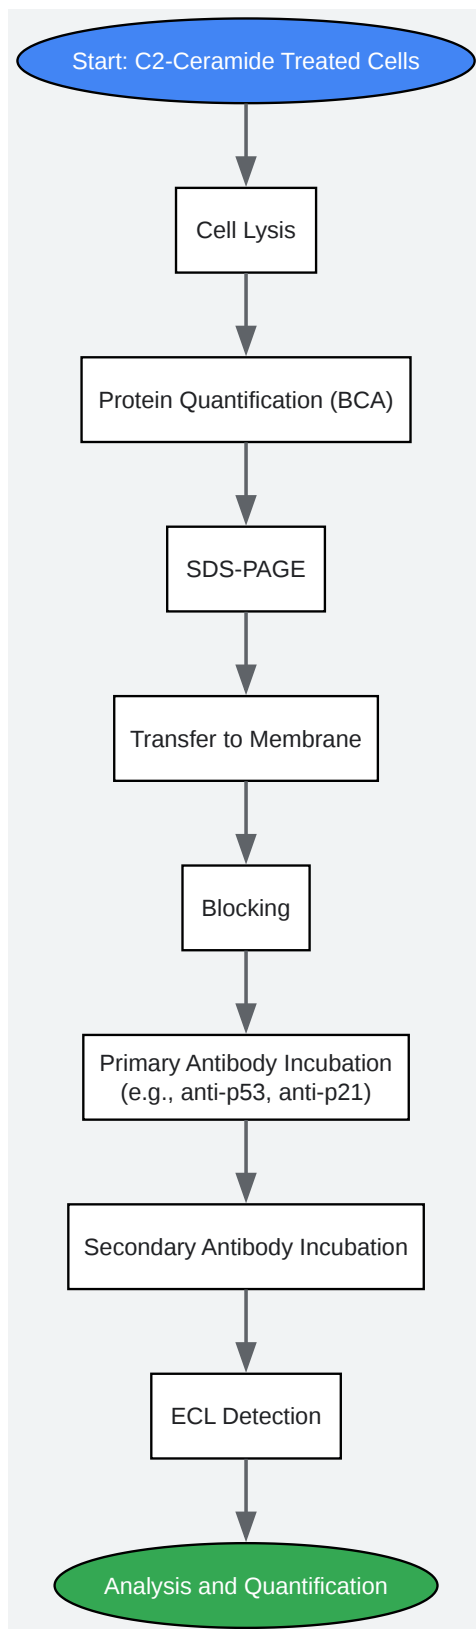 Start: C2-Ceramide Treated Cells
Cell Lysis
Protein Quantification (BCA)
SDS-PAGE
Transfer to Membrane
Blocking
Primary Antibody Incubation
(e.g., anti-p53, anti-p21)
Secondary Antibody Incubation
ECL Detection
Analysis and Quantification